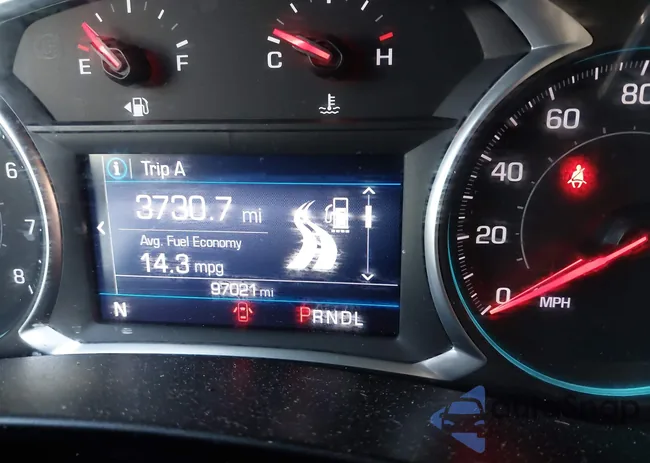 E F
C H
6
7
8
Trip A
3730.7 mi
Avg. Fuel Economy
14.3 mpg
97021 mi
N PRNDL
80
60
40
20
0
MPH